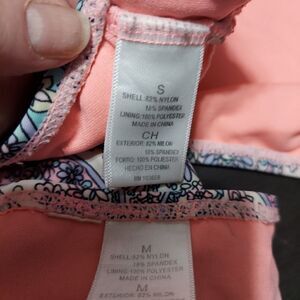 S
SHELL: 82% NYLON
18% SPANDEX
LINING: 100% POLYESTER
MADE IN CHINA
CH
EXTERIOR: 82% NILON
18% SPANDEX
FORRO: 100% POLIESTER
HECHO EN CHINA
M
SHELL: 82% NYLON
18% SPANDEX
LINING: 100% POLYESTER
MADE IN CHINA
M
EXTERIOR: 82% NILON